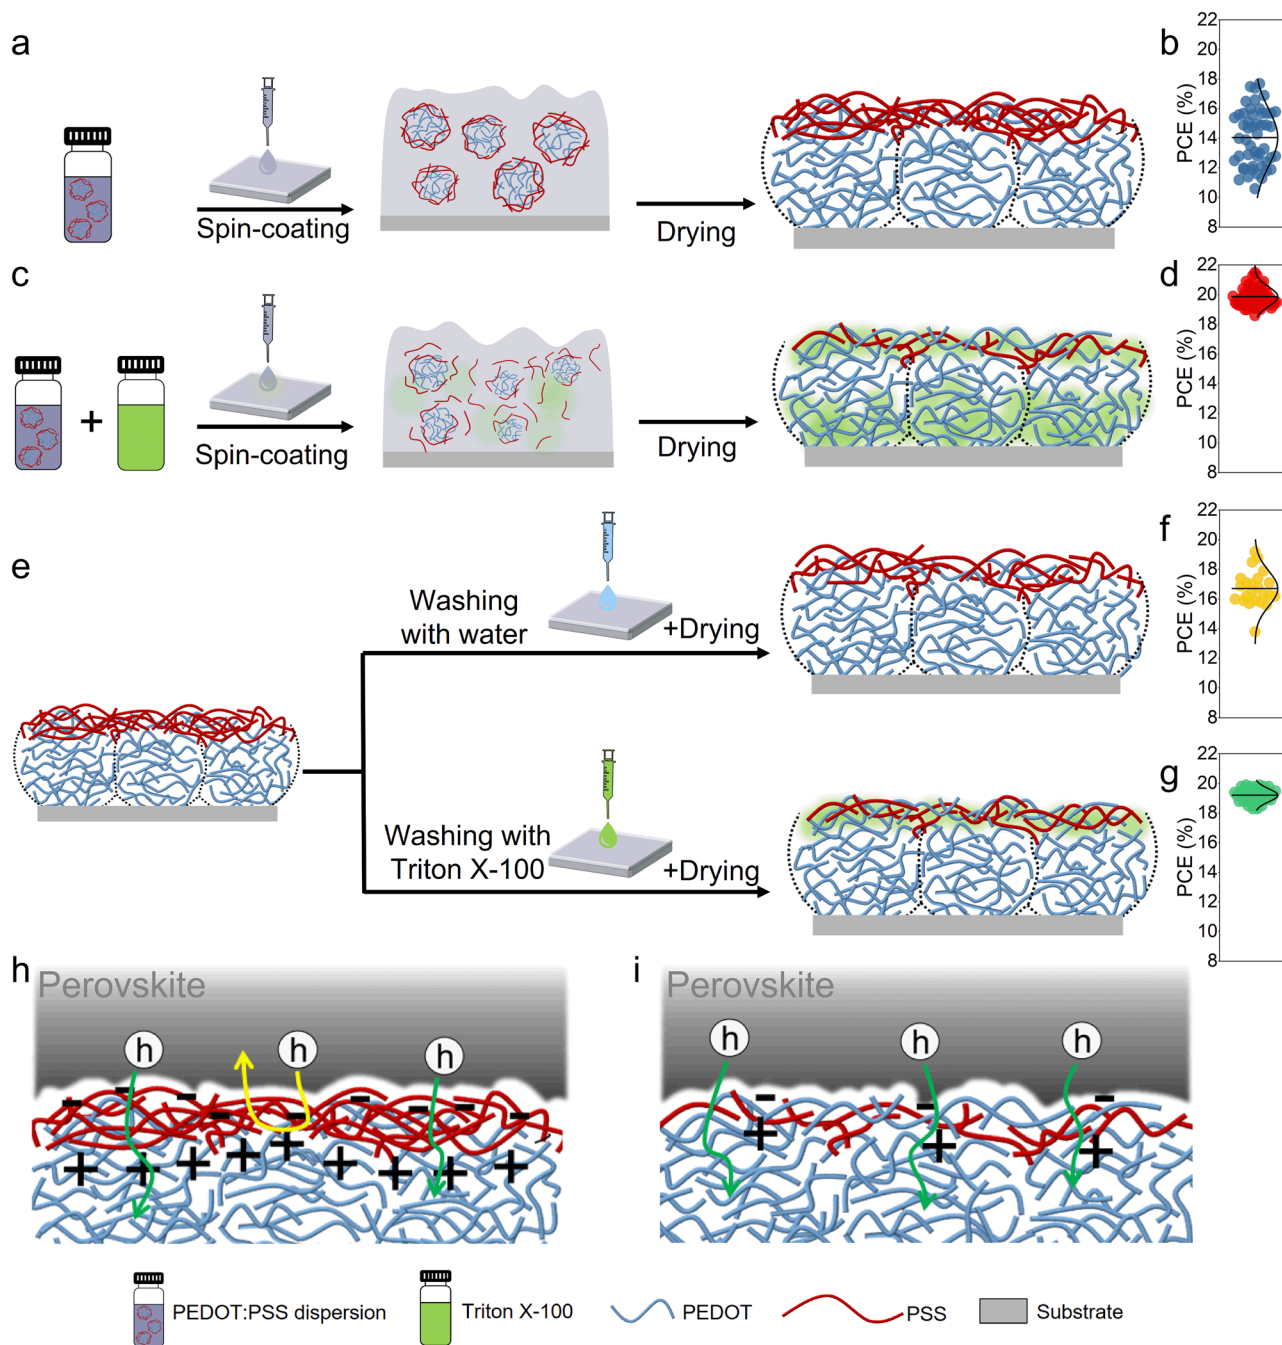 a
Spin-coating
Drying
b
PCE (%)
22
20
18
16
14
12
10
8
c
+
Spin-coating
Drying
d
PCE (%)
22
20
18
16
14
12
10
8
e
Washing
with water
+Drying
Washing with
Triton X-100
+Drying
f
PCE (%)
22
20
18
16
14
12
10
8
g
PCE (%)
22
20
18
16
14
12
10
8
h
Perovskite
h h h
- - - - - - - -
+ + + + + + + + +
i
Perovskite
h h h
- - -
+ + +
PEDOT:PSS dispersion
Triton X-100
PEDOT
PSS
Substrate